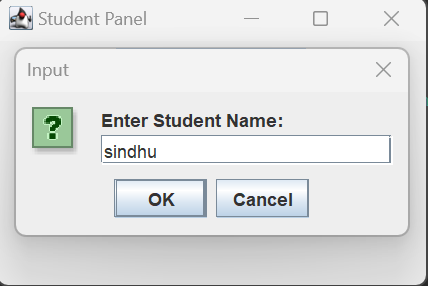 Student Panel
Input
Enter Student Name:
sindhu
OK
Cancel